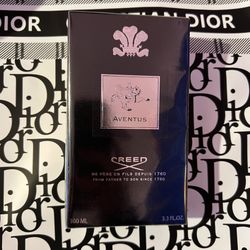 DIOR
AVENTUS
CREED
DE PÈRE EN FILS DEPUIS 1760
FROM FATHER TO SON SINCE 1760
100 ML 3.3 FL.OZ.
Dior
Dior